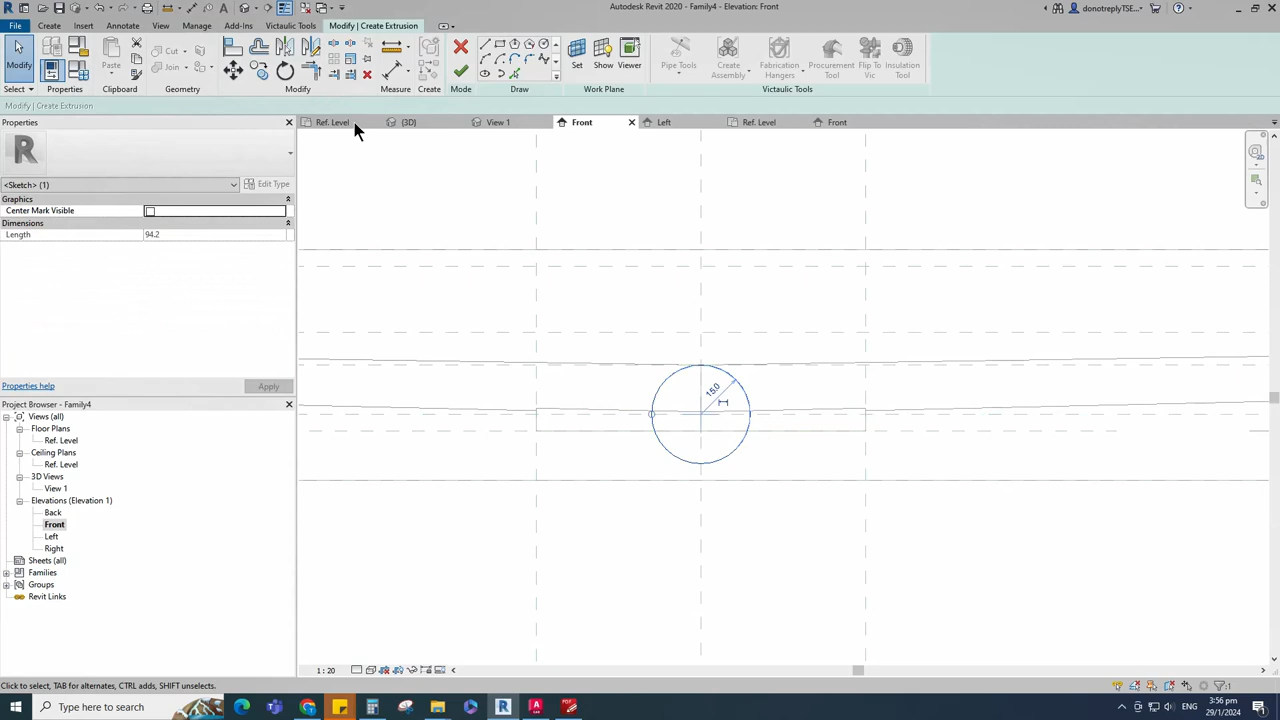 Autodesk Revit 2020 - Family4 - Elevation: Front
donotreplyTSE...
File
Create
Insert
Annotate
View
Manage
Add-Ins
Victaulic Tools
Modify | Create Extrusion
Modify
Paste
Cut
Join
Create
Set
Show
Viewer
Pipe Tools
Create Assembly
Fabrication Hangers
Procurement Tool
Flip To Vic
Insulation Tool
Select
Properties
Clipboard
Geometry
Modify
Measure
Create
Mode
Draw
Work Plane
Victaulic Tools
Modify | Create Extrusion
Properties
Ref. Level
{3D}
View 1
Front
Left
Ref. Level
Front
R
<Sketch> (1)
Edit Type
Graphics
Center Mark Visible
Dimensions
Length
94.2
Properties help
Apply
Project Browser - Family4
Views (all)
Floor Plans
Ref. Level
Ceiling Plans
Ref. Level
3D Views
View 1
Elevations (Elevation 1)
Back
Front
Left
Right
Sheets (all)
Families
Groups
Revit Links
15.0
1 : 20
Click to select, TAB for alternates, CTRL adds, SHIFT unselects.
:1
Type here to search
ENG
3:56 pm
29/1/2024